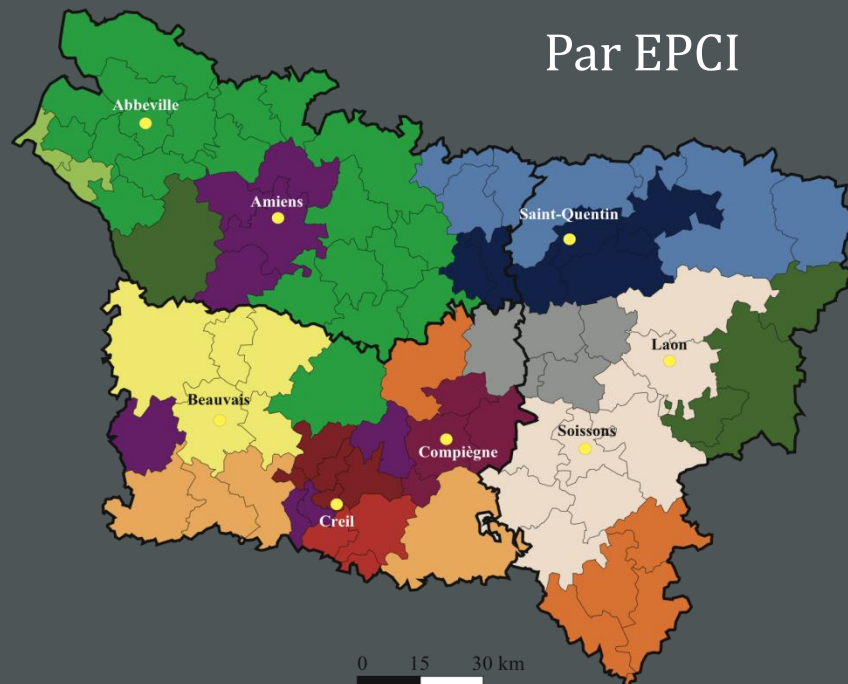 Par EPCI
Abbeville
Amiens
Saint-Quentin
Laon
Beauvais
Soissons
Compiègne
Creil
0 15 30 km